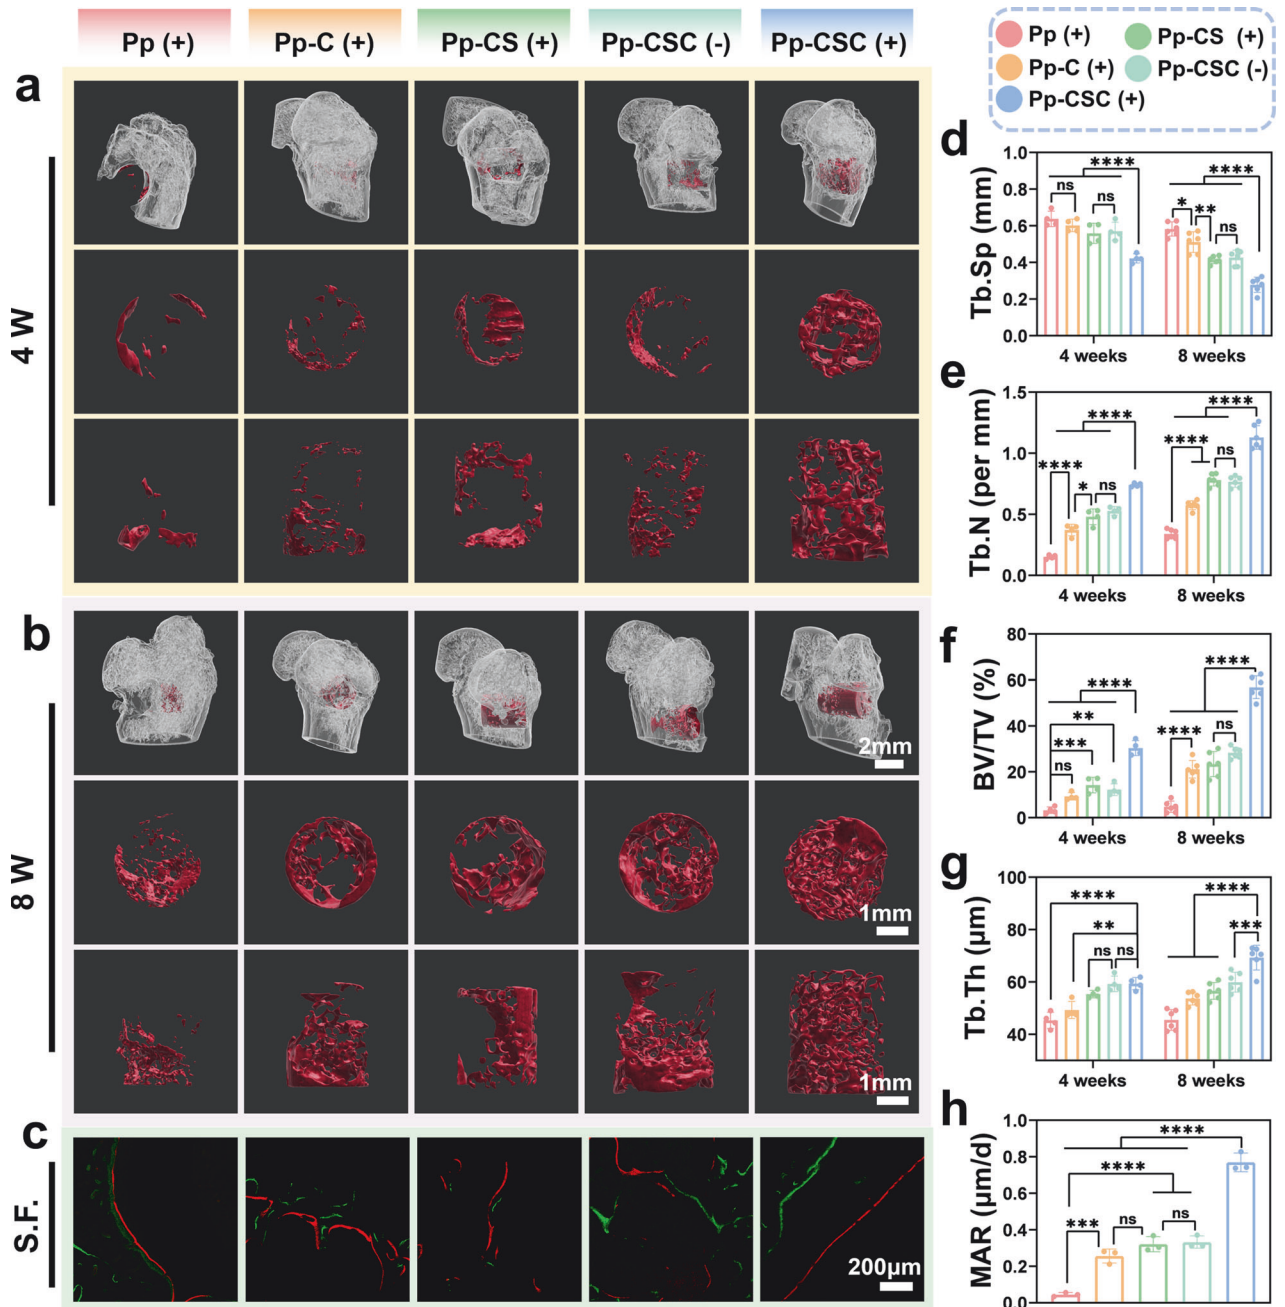 Pp (+) Pp-C (+) Pp-CS (+) Pp-CSC (-) Pp-CSC (+)
Pp (+) Pp-CS (+)
Pp-C (+) Pp-CSC (-)
Pp-CSC (+)
a
4 W
b
8 W
2mm
1mm
1mm
c
S.F.
200μm
d
Tb.Sp (mm)
1.0
0.8
0.6
0.4
0.2
0.0
ns ns **** * ** ns ****
4 weeks 8 weeks
e
Tb.N (per mm)
1.5
1.0
0.5
0.0
**** * ns **** **** ns ****
4 weeks 8 weeks
f
BV/TV (%)
80
60
40
20
0
ns *** ** **** **** ns ****
4 weeks 8 weeks
g
Tb.Th (μm)
100
80
60
40
**** ** ns ns **** ***
4 weeks 8 weeks
h
MAR (μm/d)
1.0
0.8
0.6
0.4
0.2
0.0
*** **** ns ns ****